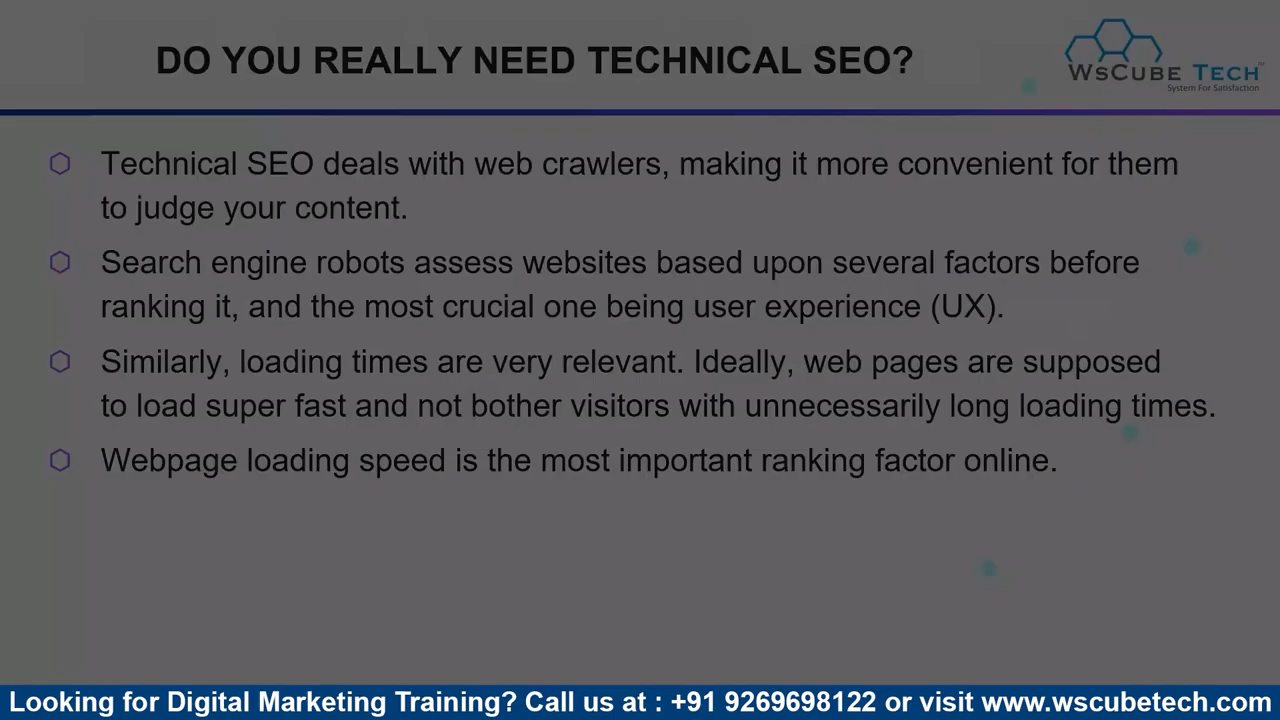 DO YOU REALLY NEED TECHNICAL SEO?
WSCUBE TECH
System For Satisfaction
Technical SEO deals with web crawlers, making it more convenient for them
to judge your content.
Search engine robots assess websites based upon several factors before
ranking it, and the most crucial one being user experience (UX).
Similarly, loading times are very relevant. Ideally, web pages are supposed
to load super fast and not bother visitors with unnecessarily long loading times.
Webpage loading speed is the most important ranking factor online.
Looking for Digital Marketing Training? Call us at : +91 9269698122 or visit www.wscubetech.com